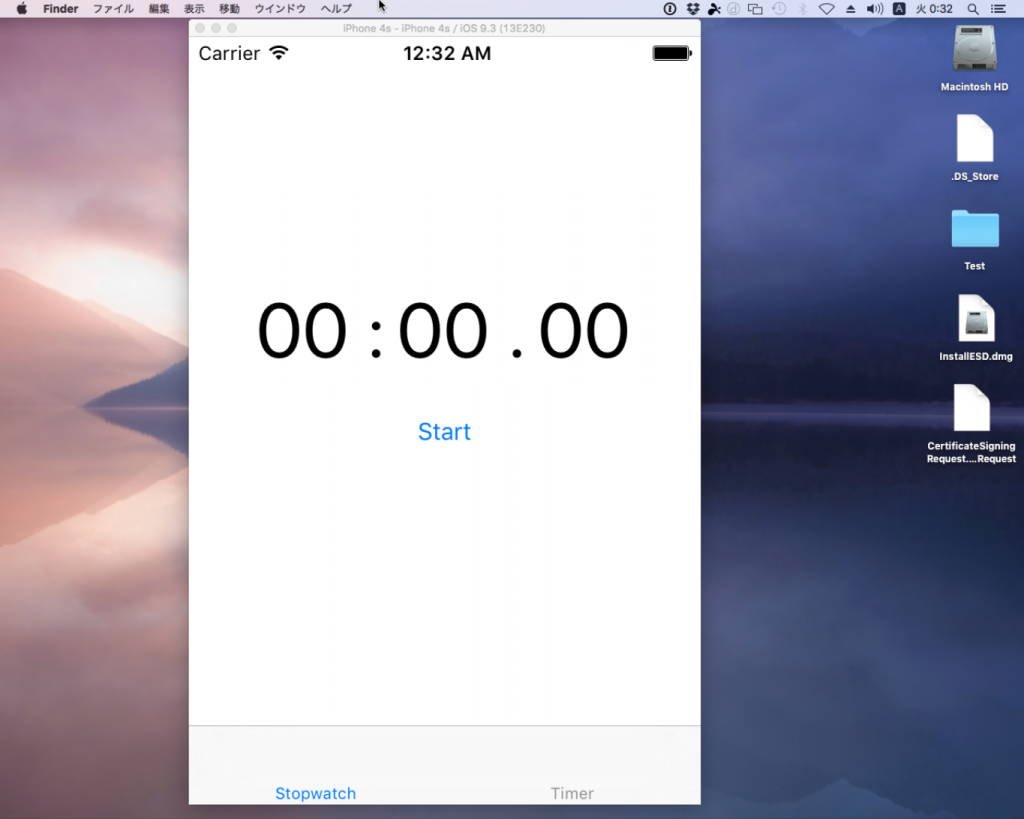 Finder ファイル 編集 表示 移動 ウインドウ ヘルプ A 火 0:32
iPhone 4s - iPhone 4s / iOS 9.3 (13E230)
Carrier 12:32 AM
00 : 00 . 00
Start
Stopwatch Timer
Macintosh HD
.DS_Store
Test
InstallESD.dmg
CertificateSigning
Request....Request